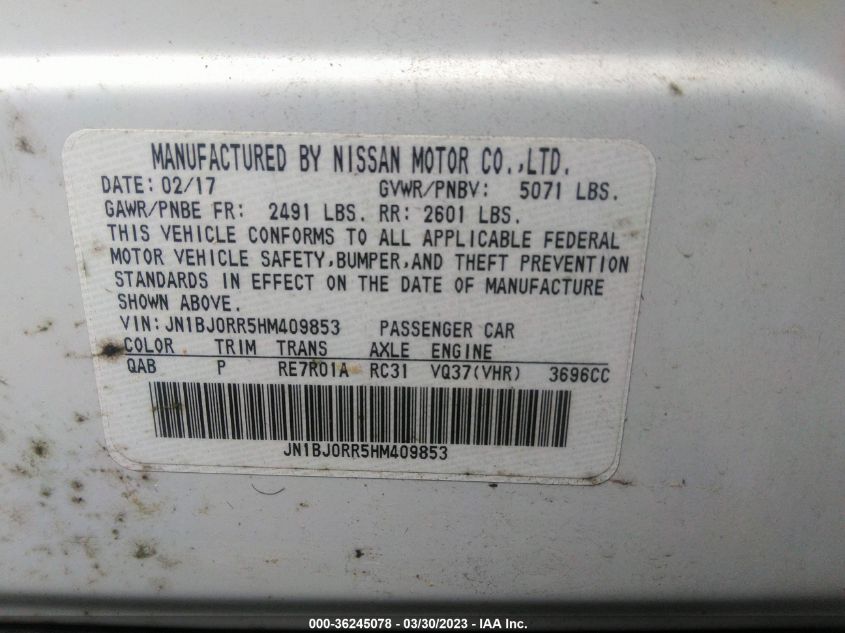 MANUFACTURED BY NISSAN MOTOR CO.,LTD.
DATE: 02/17 GVWR/PNBV: 5071 LBS.
GAWR/PNBE FR: 2491 LBS. RR: 2601 LBS.
THIS VEHICLE CONFORMS TO ALL APPLICABLE FEDERAL
MOTOR VEHICLE SAFETY,BUMPER,AND THEFT PREVENTION
STANDARDS IN EFFECT ON THE DATE OF MANUFACTURE
SHOWN ABOVE.
VIN: JN1BJ0RR5HM409853 PASSENGER CAR
COLOR TRIM TRANS AXLE ENGINE
QAB P RE7R01A RC31 VQ37(VHR) 3696CC
JN1BJ0RR5HM409853
000-36245078 - 03/30/2023 - IAA Inc.